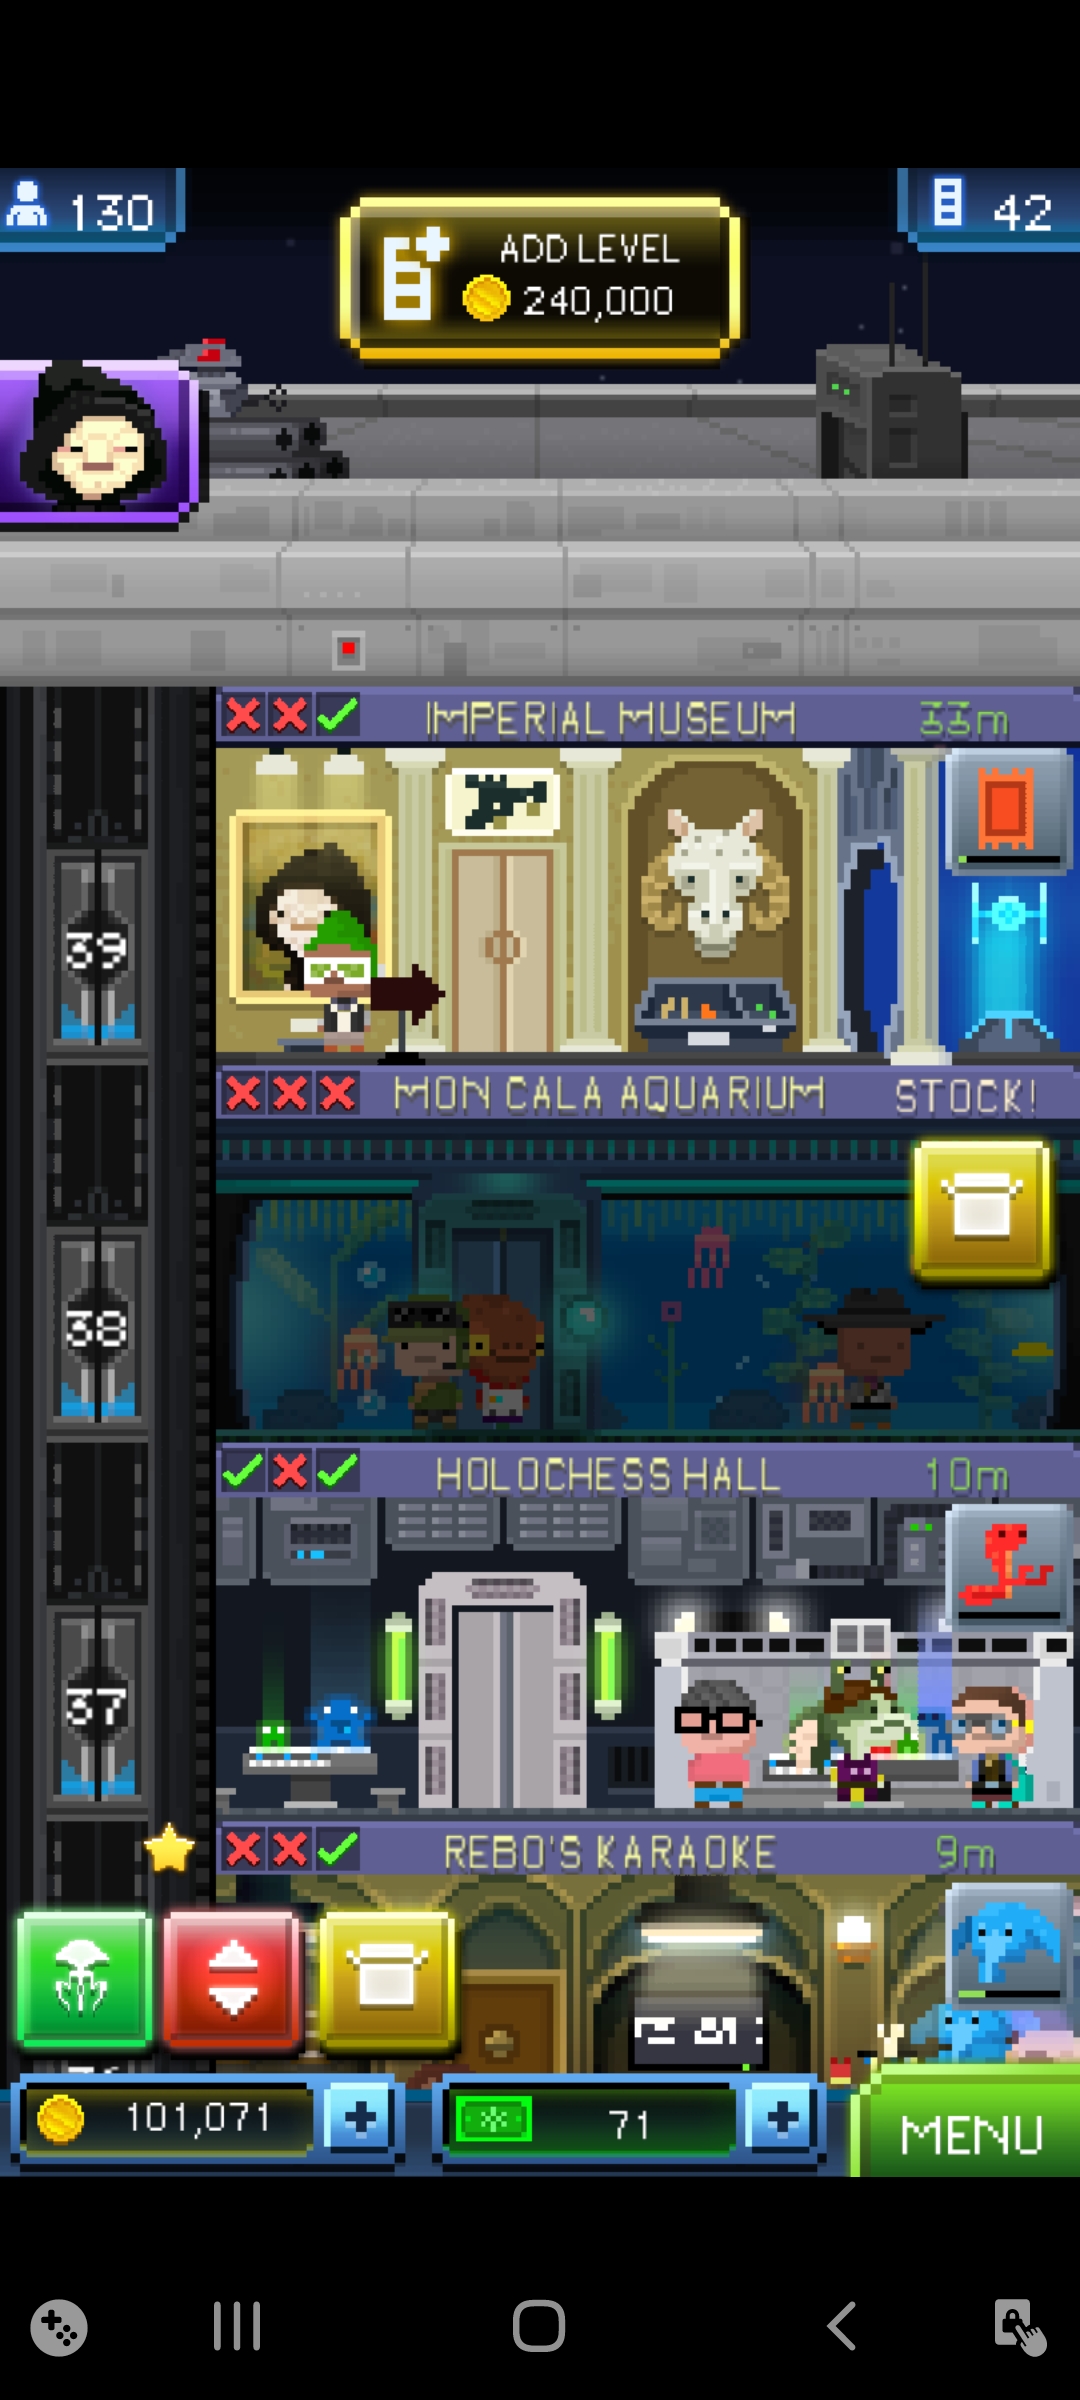 130
ADD LEVEL
240,000
42
IMPERIAL MUSEUM
33m
39
MON CALA AQUARIUM
STOCK!
38
HOLOCHESS HALL
10m
37
REBO'S KARAOKE
9m
101,071
71
MENU